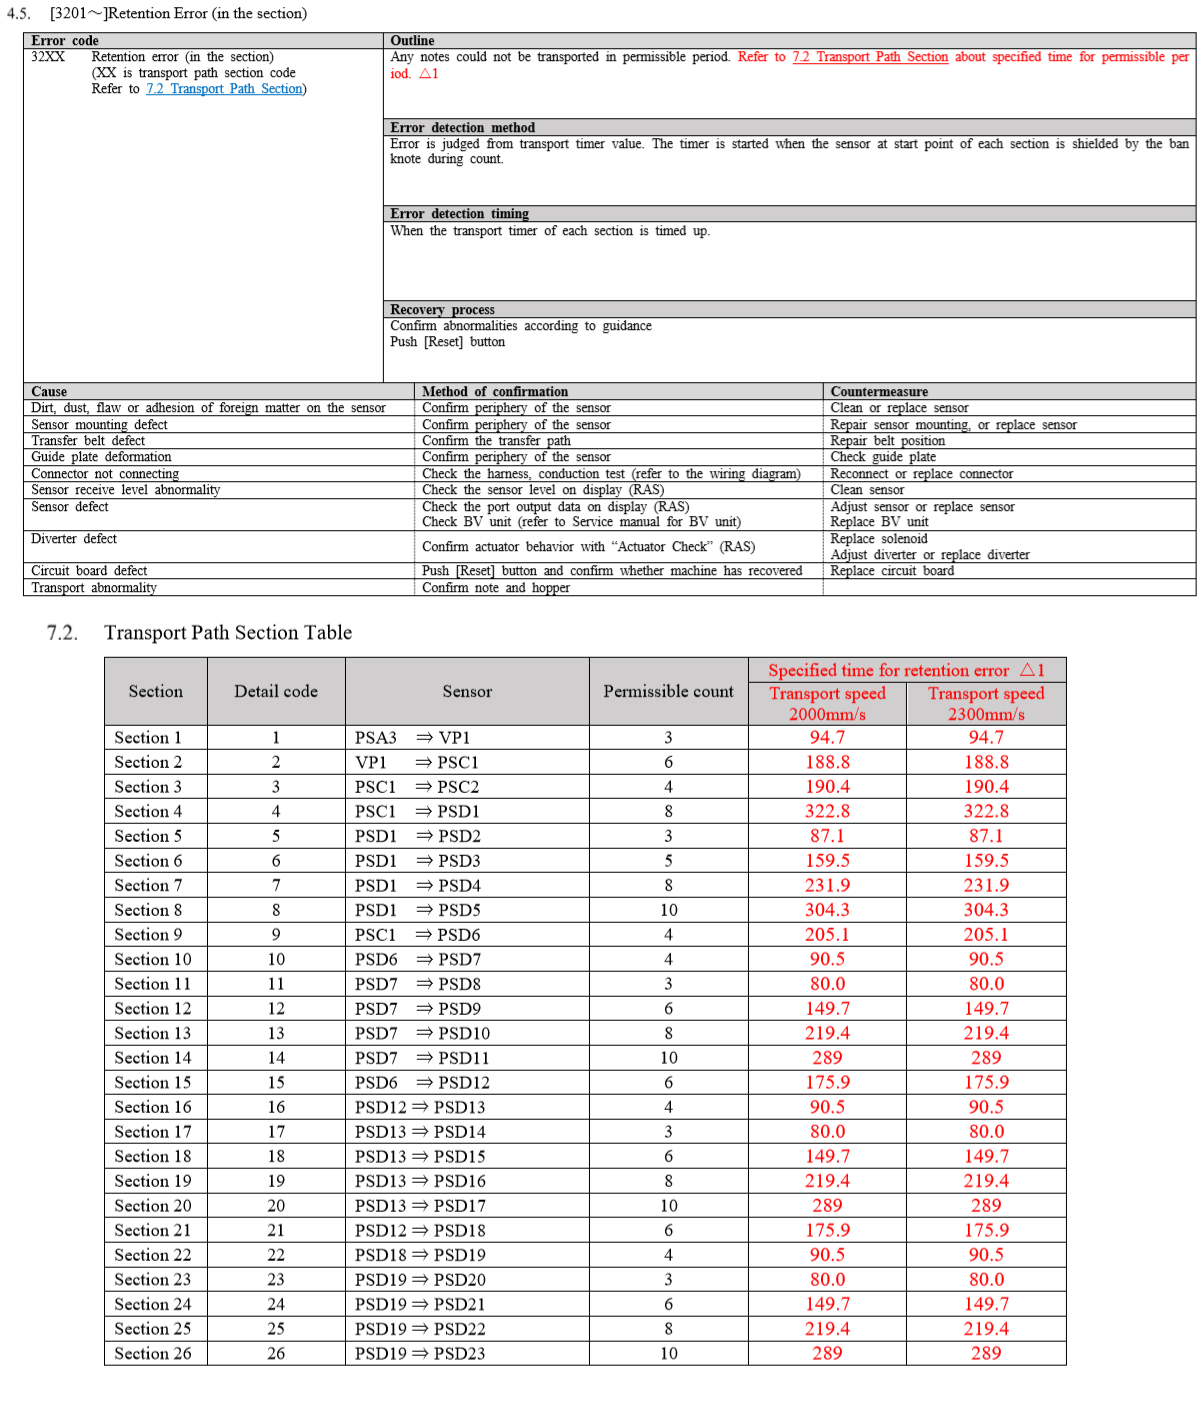 4.5. [3201～]Retention Error (in the section)
Error code
Outline
32XX Retention error (in the section)
(XX is transport path section code
Refer to 7.2 Transport Path Section)
Any notes could not be transported in permissible period. Refer to 7.2 Transport Path Section about specified time for permissible per
iod. △1
Error detection method
Error is judged from transport timer value. The timer is started when the sensor at start point of each section is shielded by the ban
knote during count.
Error detection timing
When the transport timer of each section is timed up.
Recovery process
Confirm abnormalities according to guidance
Push [Reset] button
Cause Method of confirmation Countermeasure
Dirt, dust, flaw or adhesion of foreign matter on the sensor Confirm periphery of the sensor Clean or replace sensor
Sensor mounting defect Confirm periphery of the sensor Repair sensor mounting, or replace sensor
Transfer belt defect Confirm the transfer path Repair belt position
Guide plate deformation Confirm periphery of the sensor Check guide plate
Connector not connecting Check the harness, conduction test (refer to the wiring diagram) Reconnect or replace connector
Sensor receive level abnormality Check the sensor level on display (RAS) Clean sensor
Sensor defect Check the port output data on display (RAS) Adjust sensor or replace sensor
Check BV unit (refer to Service manual for BV unit) Replace BV unit
Diverter defect Confirm actuator behavior with “Actuator Check” (RAS) Replace solenoid
Adjust diverter or replace diverter
Circuit board defect Push [Reset] button and confirm whether machine has recovered Replace circuit board
Transport abnormality Confirm note and hopper
7.2. Transport Path Section Table
Section Detail code Sensor Permissible count Specified time for retention error △1
Transport speed 2000mm/s Transport speed 2300mm/s
Section 1 1 PSA3 ⇒ VP1 3 94.7 94.7
Section 2 2 VP1 ⇒ PSC1 6 188.8 188.8
Section 3 3 PSC1 ⇒ PSC2 4 190.4 190.4
Section 4 4 PSC1 ⇒ PSD1 8 322.8 322.8
Section 5 5 PSD1 ⇒ PSD2 3 87.1 87.1
Section 6 6 PSD1 ⇒ PSD3 5 159.5 159.5
Section 7 7 PSD1 ⇒ PSD4 8 231.9 231.9
Section 8 8 PSD1 ⇒ PSD5 10 304.3 304.3
Section 9 9 PSC1 ⇒ PSD6 4 205.1 205.1
Section 10 10 PSD6 ⇒ PSD7 4 90.5 90.5
Section 11 11 PSD7 ⇒ PSD8 3 80.0 80.0
Section 12 12 PSD7 ⇒ PSD9 6 149.7 149.7
Section 13 13 PSD7 ⇒ PSD10 8 219.4 219.4
Section 14 14 PSD7 ⇒ PSD11 10 289 289
Section 15 15 PSD6 ⇒ PSD12 6 175.9 175.9
Section 16 16 PSD12 ⇒ PSD13 4 90.5 90.5
Section 17 17 PSD13 ⇒ PSD14 3 80.0 80.0
Section 18 18 PSD13 ⇒ PSD15 6 149.7 149.7
Section 19 19 PSD13 ⇒ PSD16 8 219.4 219.4
Section 20 20 PSD13 ⇒ PSD17 10 289 289
Section 21 21 PSD12 ⇒ PSD18 6 175.9 175.9
Section 22 22 PSD18 ⇒ PSD19 4 90.5 90.5
Section 23 23 PSD19 ⇒ PSD20 3 80.0 80.0
Section 24 24 PSD19 ⇒ PSD21 6 149.7 149.7
Section 25 25 PSD19 ⇒ PSD22 8 219.4 219.4
Section 26 26 PSD19 ⇒ PSD23 10 289 289